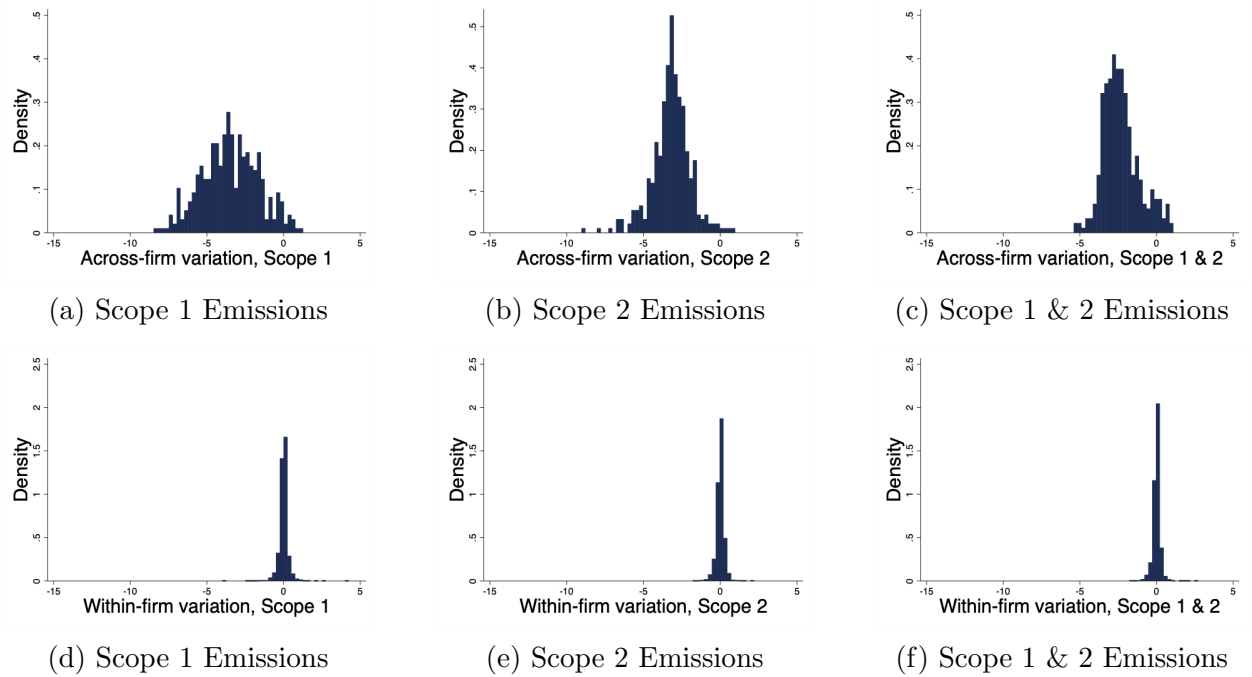 Density
.5
.4
.3
.2
.1
0
-15 -10 -5 0 5
Across-firm variation, Scope 1
(a) Scope 1 Emissions
Density
.5
.4
.3
.2
.1
0
-15 -10 -5 0 5
Across-firm variation, Scope 2
(b) Scope 2 Emissions
Density
.5
.4
.3
.2
.1
0
-15 -10 -5 0 5
Across-firm variation, Scope 1 & 2
(c) Scope 1 & 2 Emissions
Density
2.5
2
1.5
1
.5
0
-15 -10 -5 0 5
Within-firm variation, Scope 1
(d) Scope 1 Emissions
Density
2.5
2
1.5
1
.5
0
-15 -10 -5 0 5
Within-firm variation, Scope 2
(e) Scope 2 Emissions
Density
2.5
2
1.5
1
.5
0
-15 -10 -5 0 5
Within-firm variation, Scope 1 & 2
(f) Scope 1 & 2 Emissions